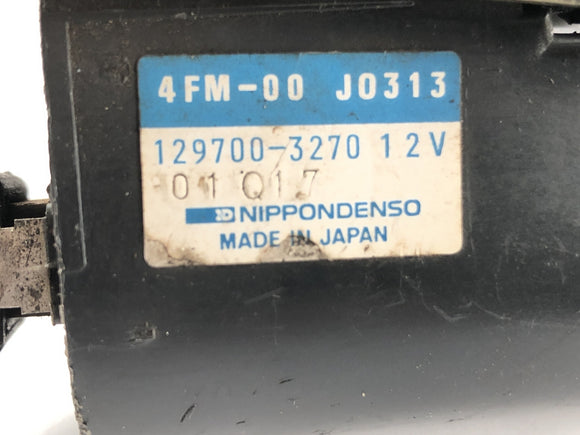 4FM-00 J0313
129700-3270 12V
01Q17
NIPPONDENSO
MADE IN JAPAN